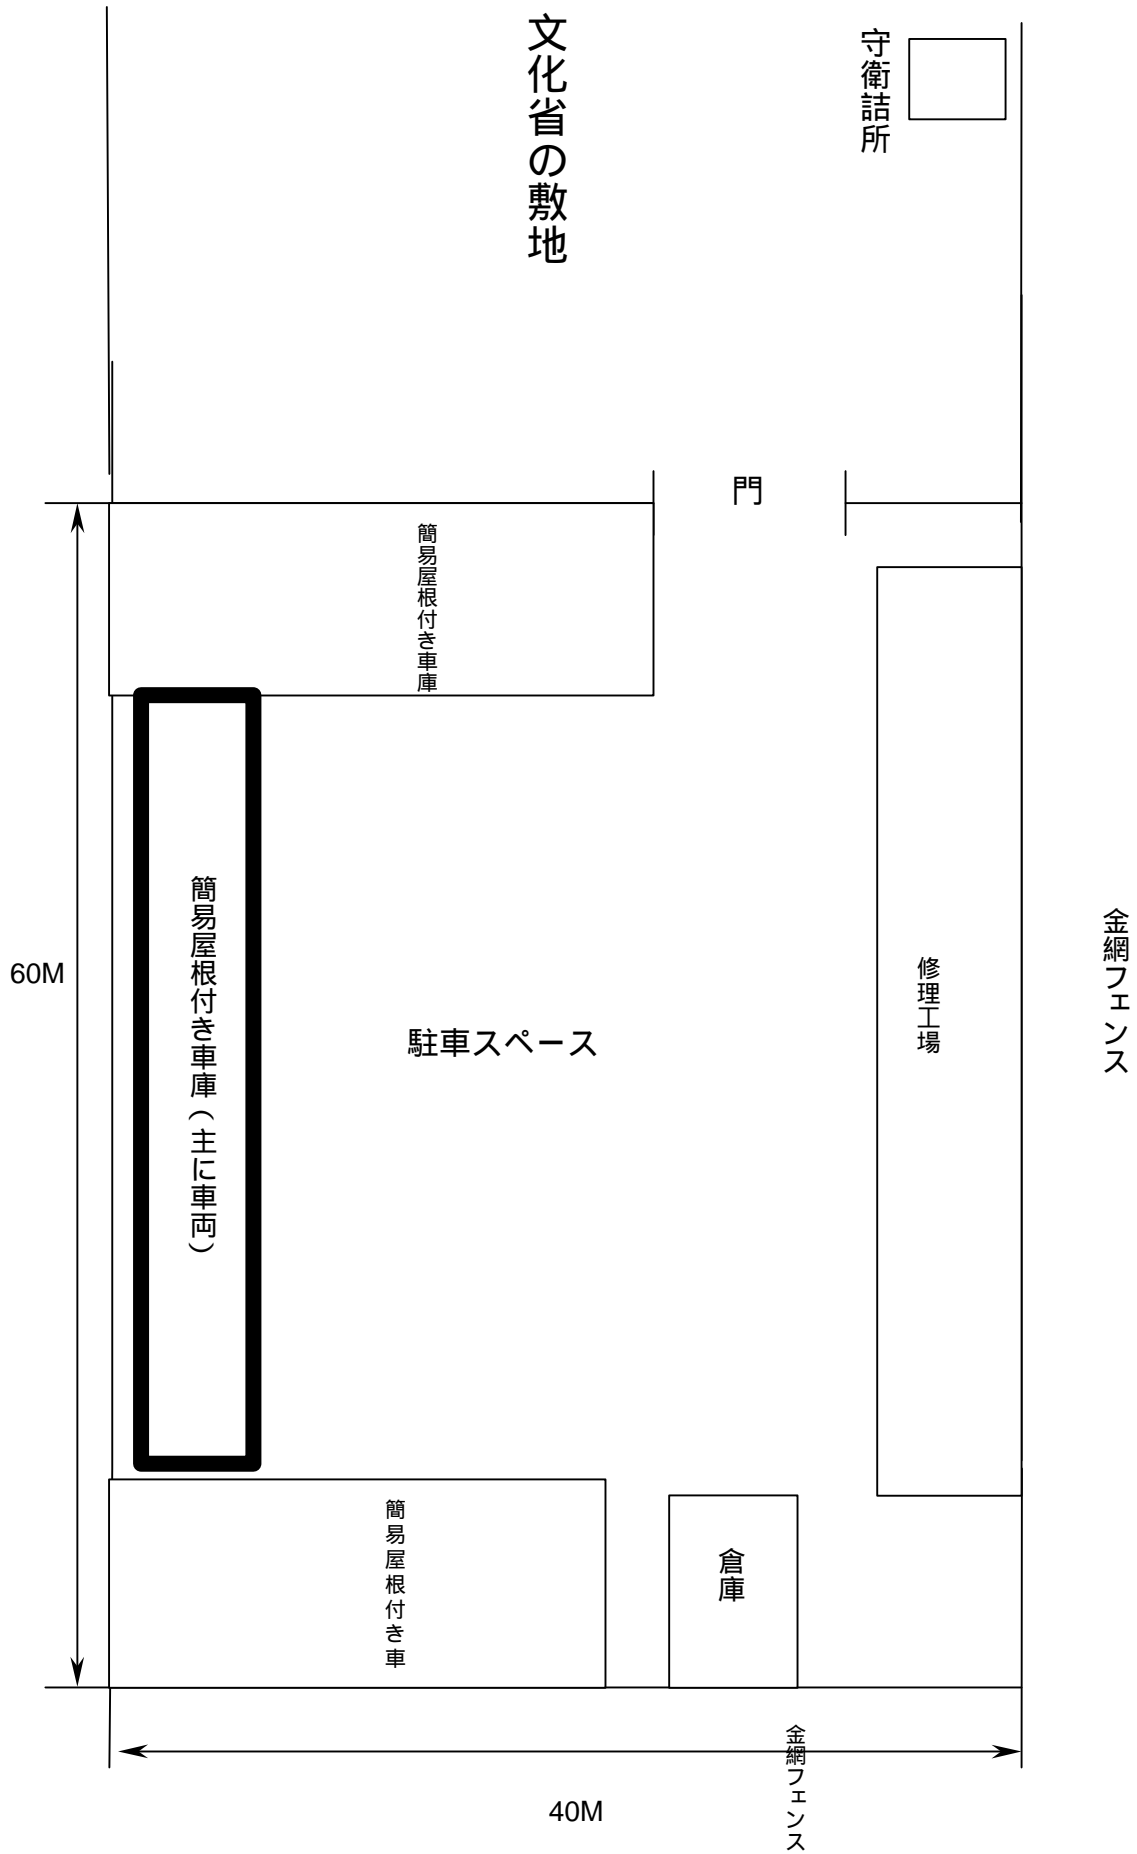 文化省の敷地
守衛詰所
門
簡易屋根付き車庫
60M
簡易屋根付き車庫（主に車両）
駐車スペース
修理工場
金網フェンス
簡易屋根付き車
倉庫
金網フェンス
40M